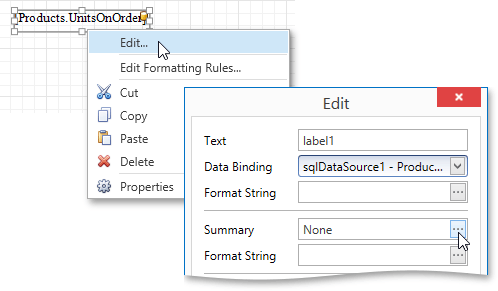 Products.UnitsOnOrder
Edit...
Edit Formatting Rules...
Cut
Copy
Paste
Delete
Properties
Edit
Text
label1
Data Binding
sqlDataSource1 - Produc...
Format String
...
Summary
None
...
Format String
...